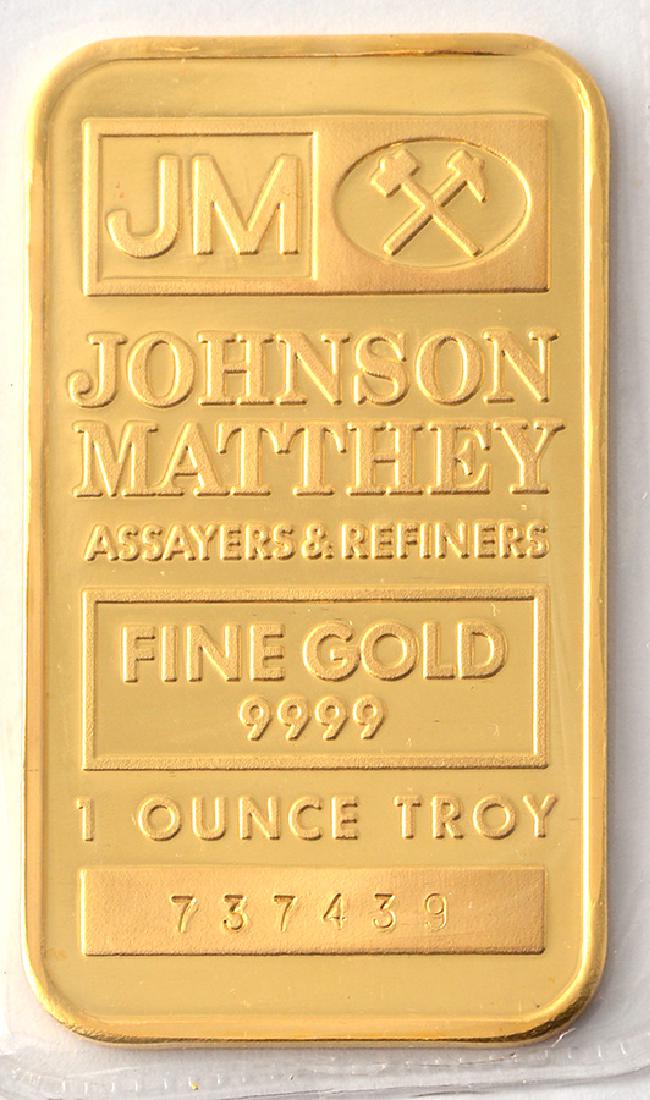 JM
JOHNSON
MATTHEY
ASSAYERS & REFINERS
FINE GOLD
9999
1 OUNCE TROY
737439